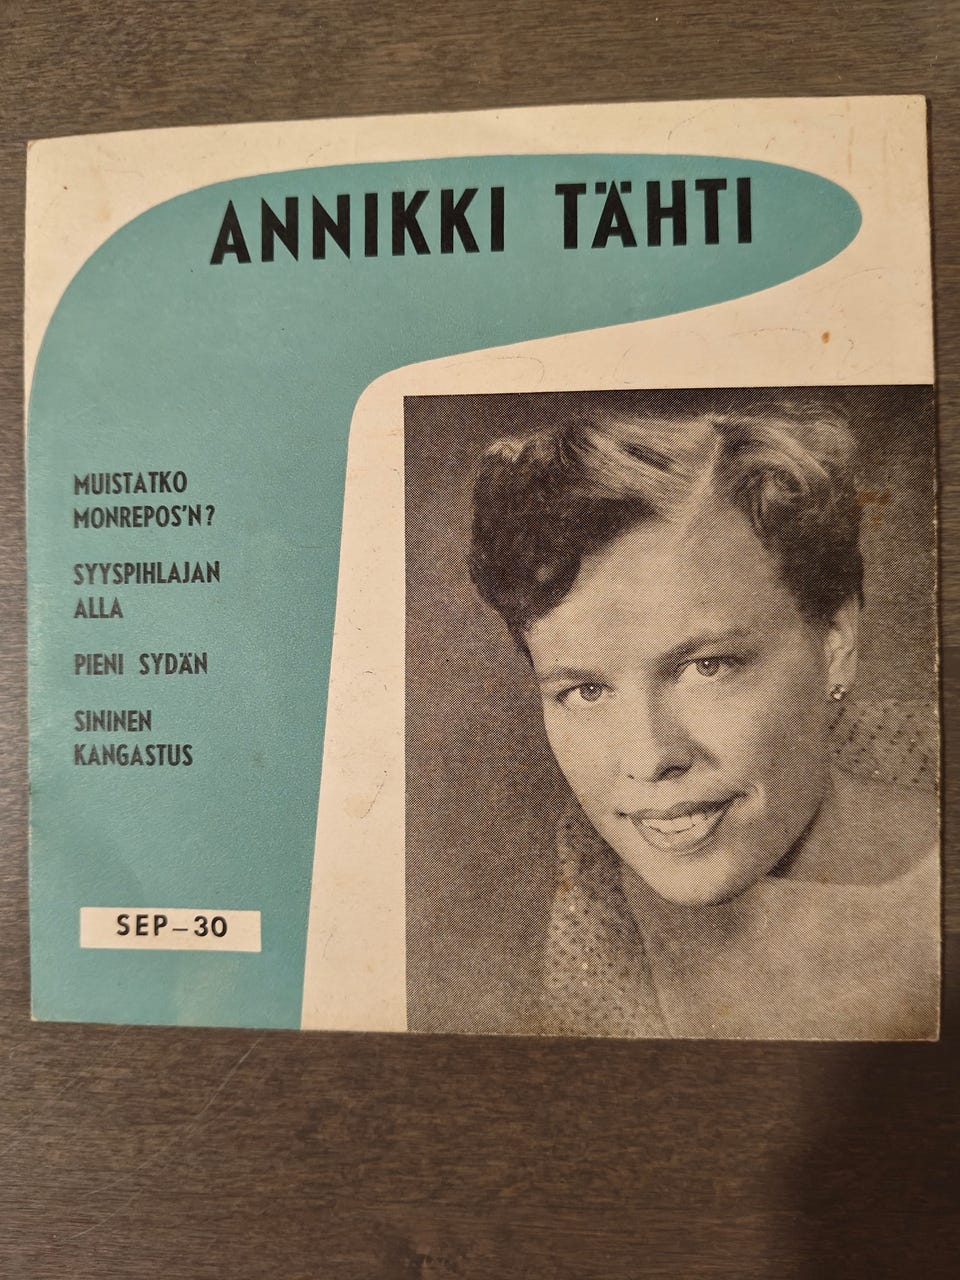 ANNIKKI TÄHTI
MUISTATKO
MONREPOS'N?
SYYSPIHLAJAN
ALLA
PIENI SYDÄN
SININEN
KANGASTUS
SEP–30